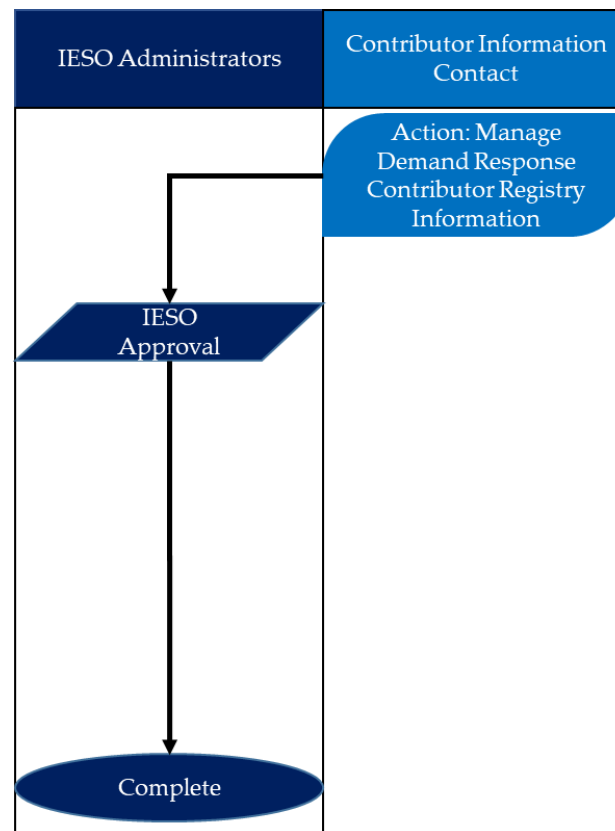 IESO Administrators
Contributor Information
Contact
Action: Manage
Demand Response
Contributor Registry
Information
IESO
Approval
Complete